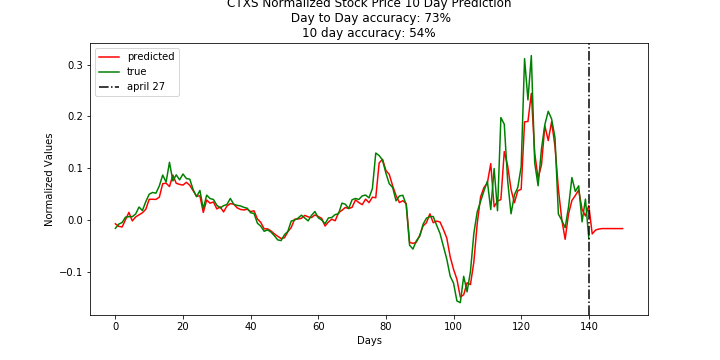 CTXS Normalized Stock Price 10 Day Prediction
Day to Day accuracy: 73%
10 day accuracy: 54%
predicted
true
april 27
Normalized Values
0.3
0.2
0.1
0.0
−0.1
0
20
40
60
80
100
120
140
Days